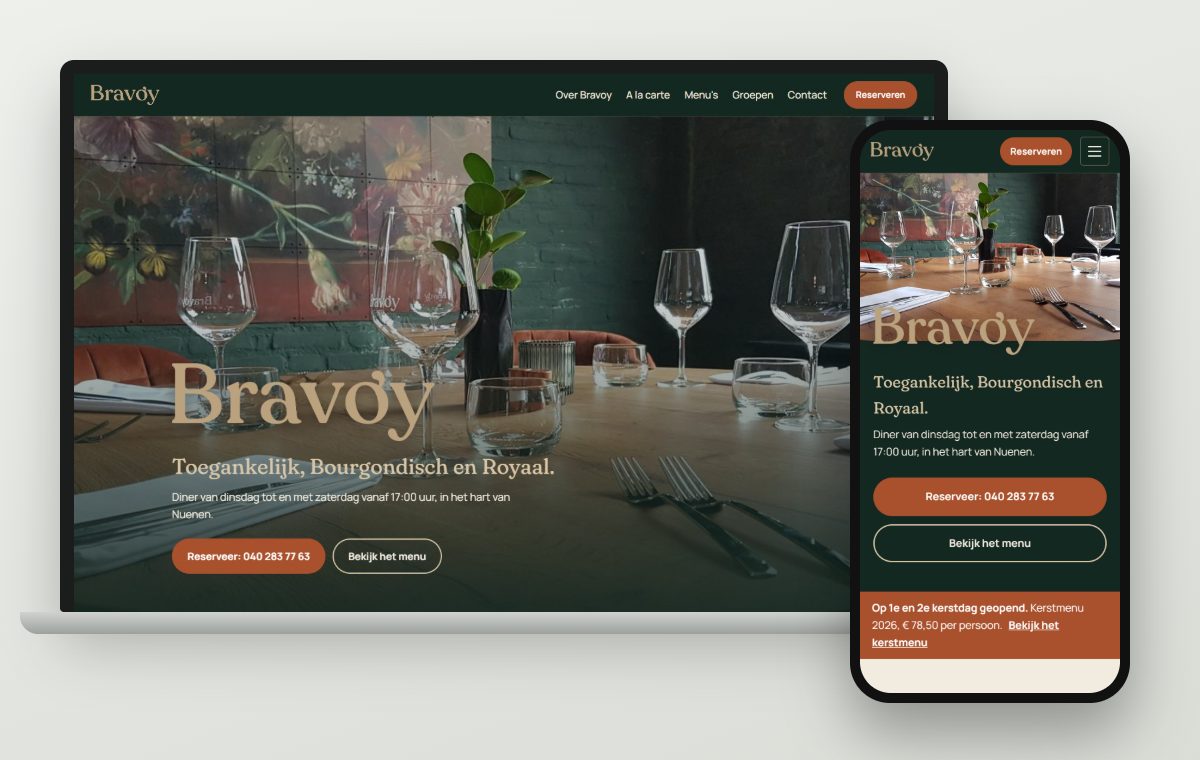 Bravoy
Over Bravoy A la carte Menu's Groepen Contact Reserveren
Bravoy
Toegankelijk, Bourgondisch en Royaal.
Diner van dinsdag tot en met zaterdag vanaf 17:00 uur, in het hart van
Nuenen.
Reserveer: 040 283 77 63
Bekijk het menu
Bravoy
Reserveren
Bravoy
Toegankelijk, Bourgondisch en
Royaal.
Diner van dinsdag tot en met zaterdag vanaf
17:00 uur, in het hart van Nuenen.
Reserveer: 040 283 77 63
Bekijk het menu
Op 1e en 2e kerstdag geopend. Kerstmenu
2026, € 78,50 per persoon. Bekijk het
kerstmenu